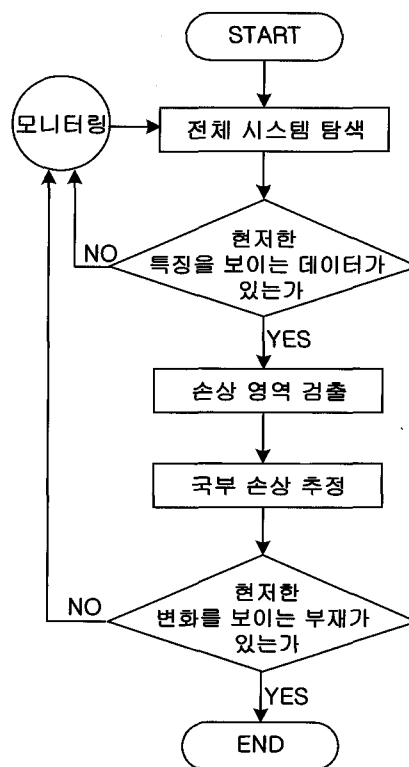 START
모니터링
전체 시스템 탐색
현저한
특징을 보이는 데이터가
있는가
NO
YES
손상 영역 검출
국부 손상 추정
현저한
변화를 보이는 부재가
있는가
NO
YES
END